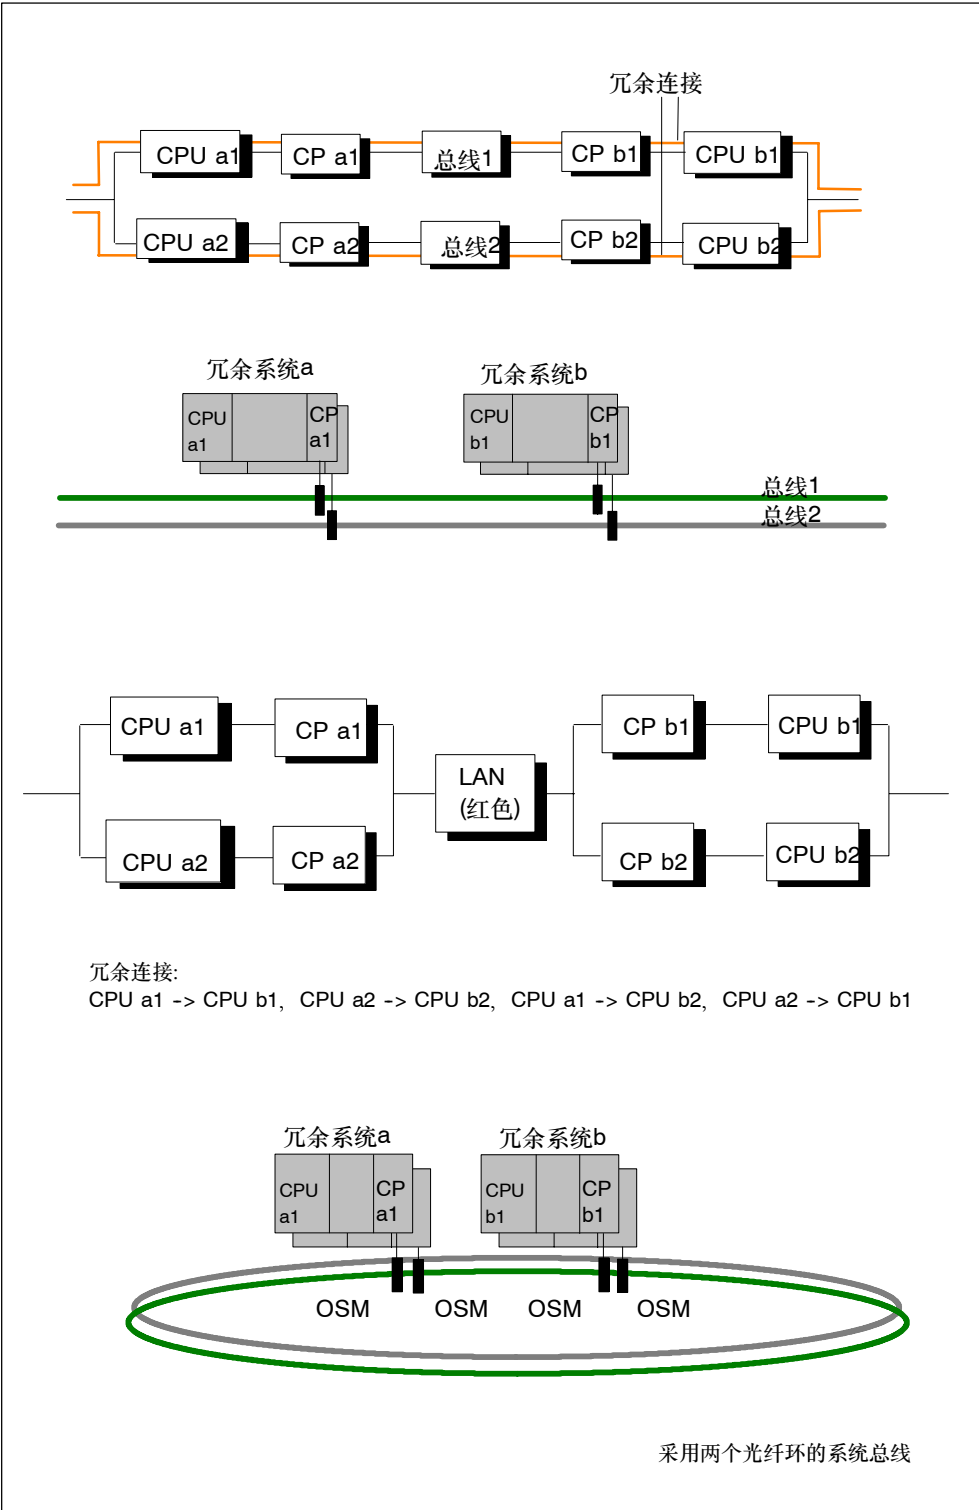 冗余连接
CPU a1
CP a1
总线1
CP b1
CPU b1
CPU a2
CP a2
总线2
CP b2
CPU b2
冗余系统a
冗余系统b
CPU
a1
CP
a1
CPU
b1
CP
b1
总线1
总线2
CPU a1
CP a1
CP b1
CPU b1
LAN
(红色)
CPU a2
CP a2
CP b2
CPU b2
冗余连接:
CPU a1 -> CPU b1, CPU a2 -> CPU b2, CPU a1 -> CPU b2, CPU a2 -> CPU b1
冗余系统a
冗余系统b
CPU
a1
CP
a1
CPU
b1
CP
b1
OSM
OSM
OSM
OSM
采用两个光纤环的系统总线